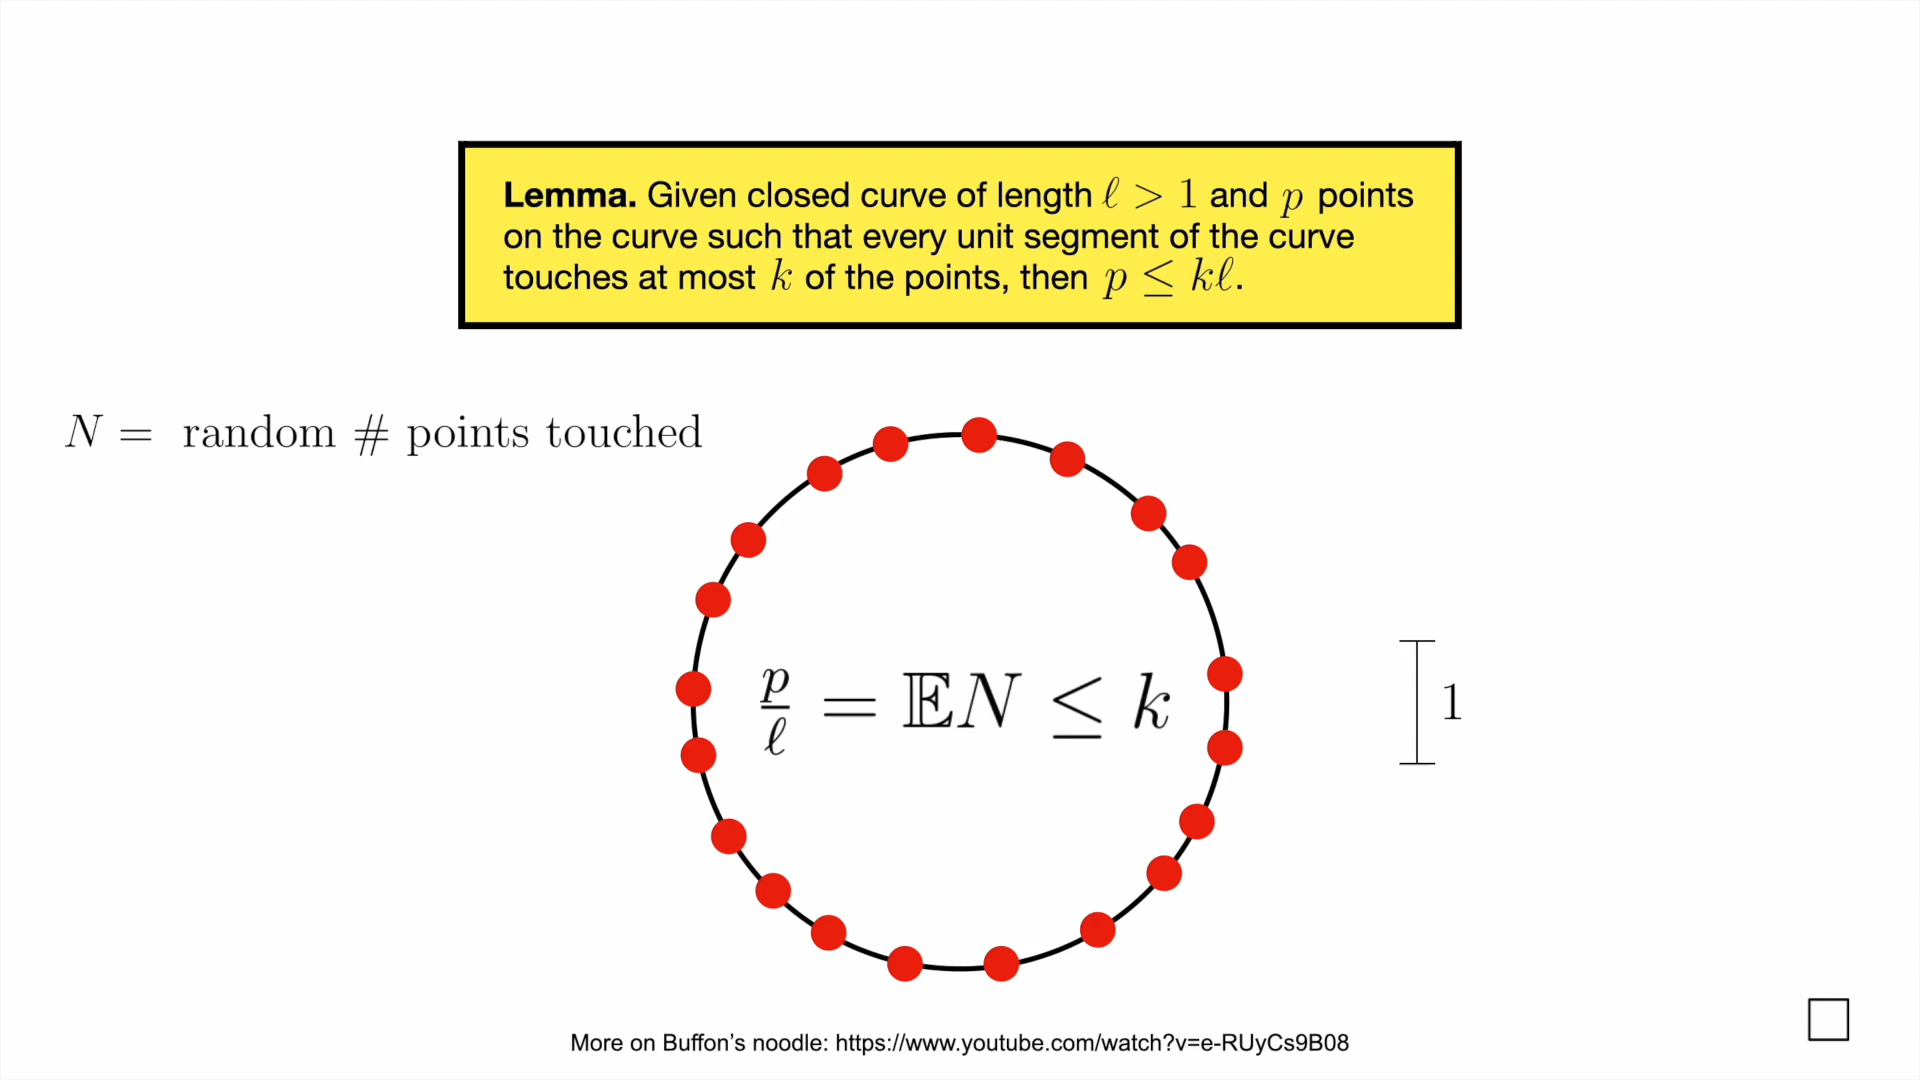 Lemma. Given closed curve of length ℓ > 1 and p points
on the curve such that every unit segment of the curve
touches at most k of the points, then p ≤ kℓ.
N = random # points touched
p/ℓ = 𝔼N ≤ k
1
More on Buffon’s noodle: https://www.youtube.com/watch?v=e-RUyCs9B08